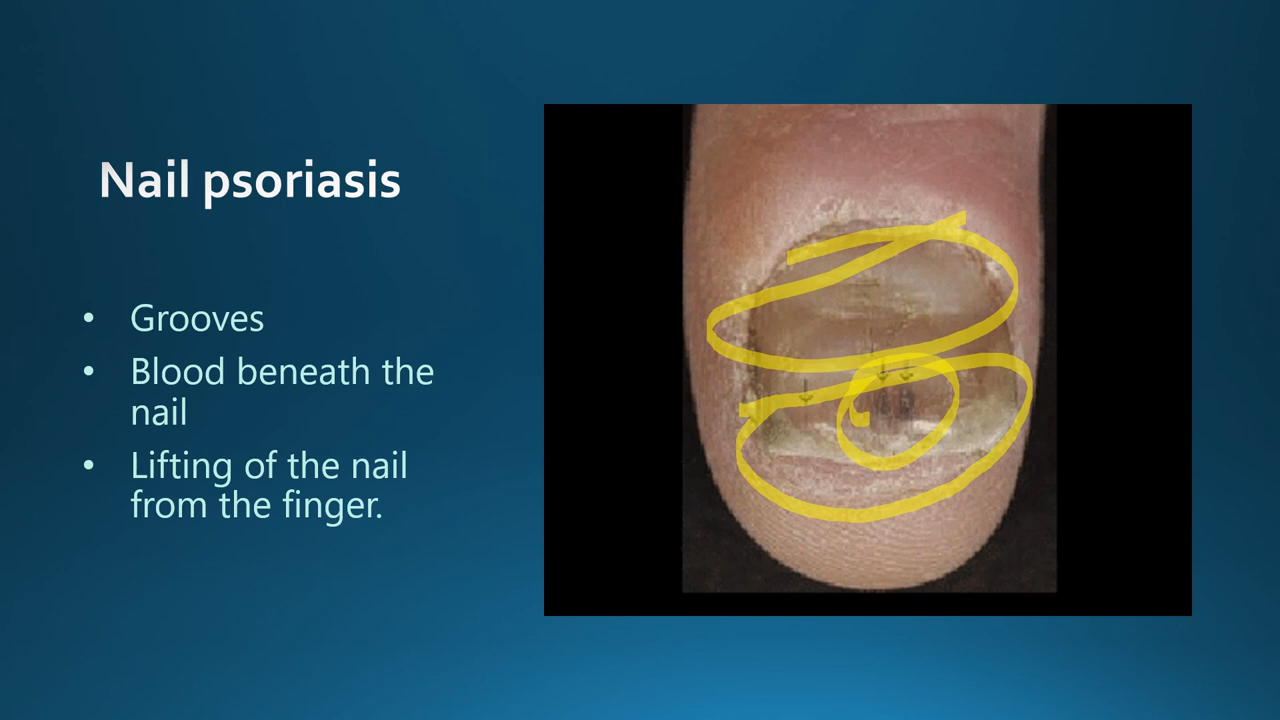 Nail psoriasis
• Grooves
• Blood beneath the
nail
• Lifting of the nail
from the finger.